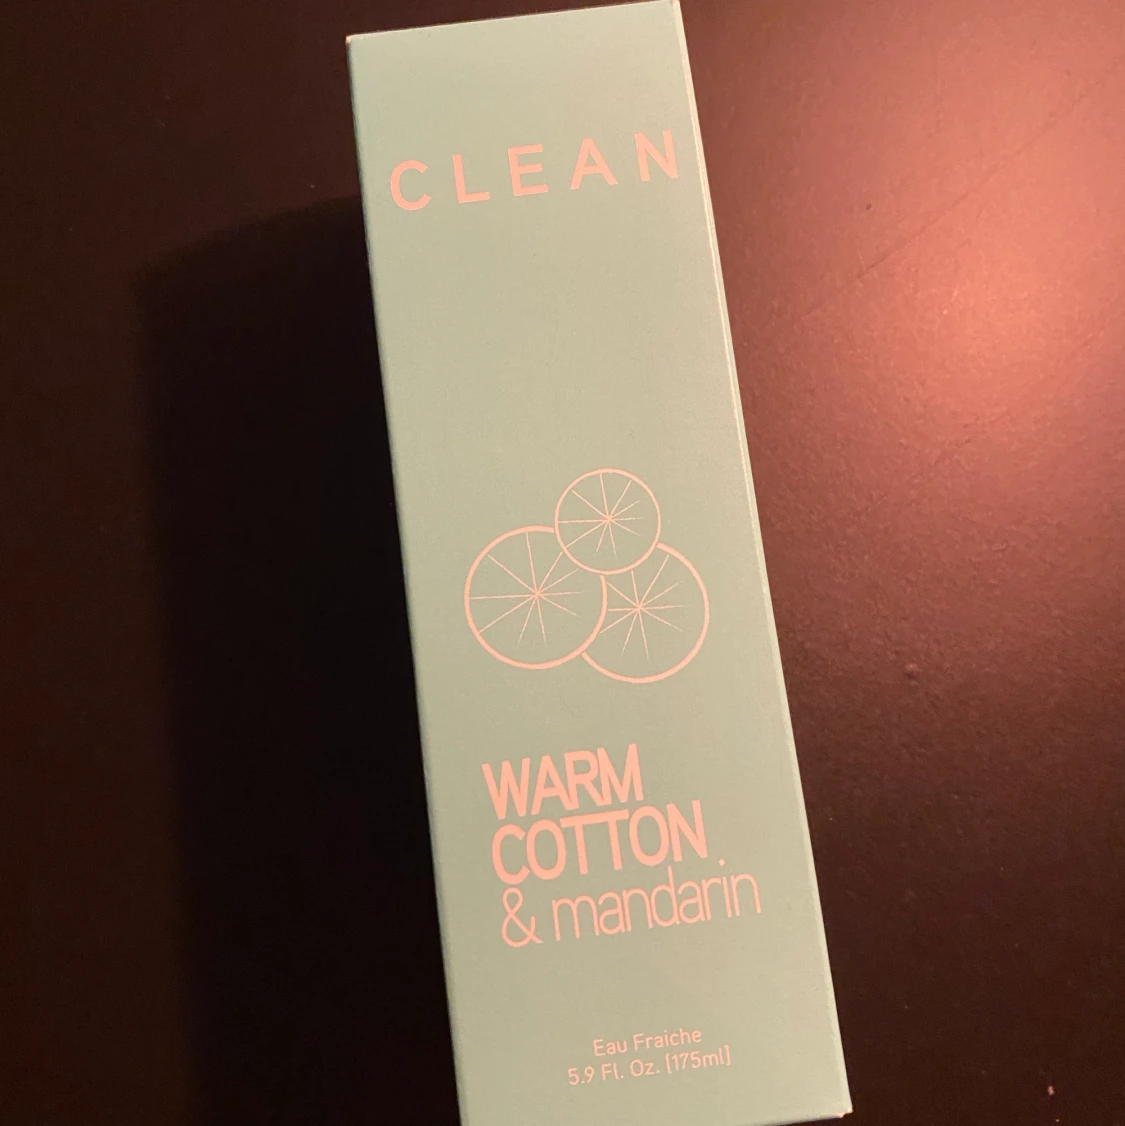 CLEAN
WARM
COTTON
& mandarin
Eau Fraiche
5.9 Fl. Oz. [175ml]